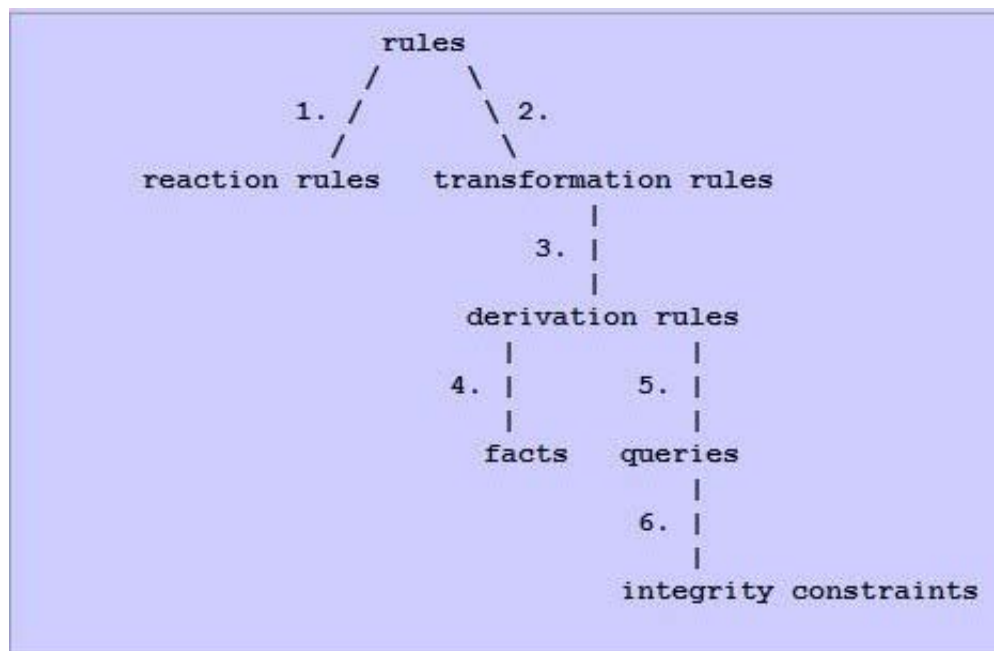 rules
1. 2.
reaction rules transformation rules
3.
derivation rules
4. 5.
facts queries
6.
integrity constraints